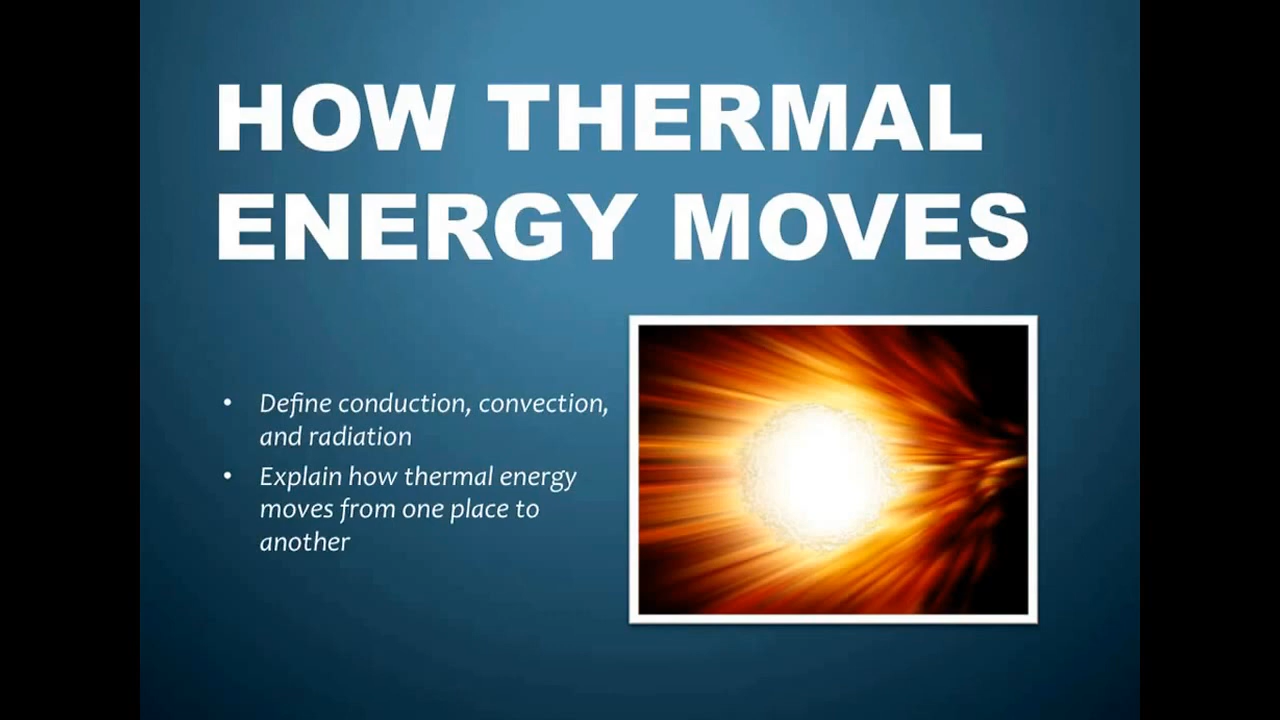 HOW THERMAL
ENERGY MOVES
• Define conduction, convection,
and radiation
• Explain how thermal energy
moves from one place to
another